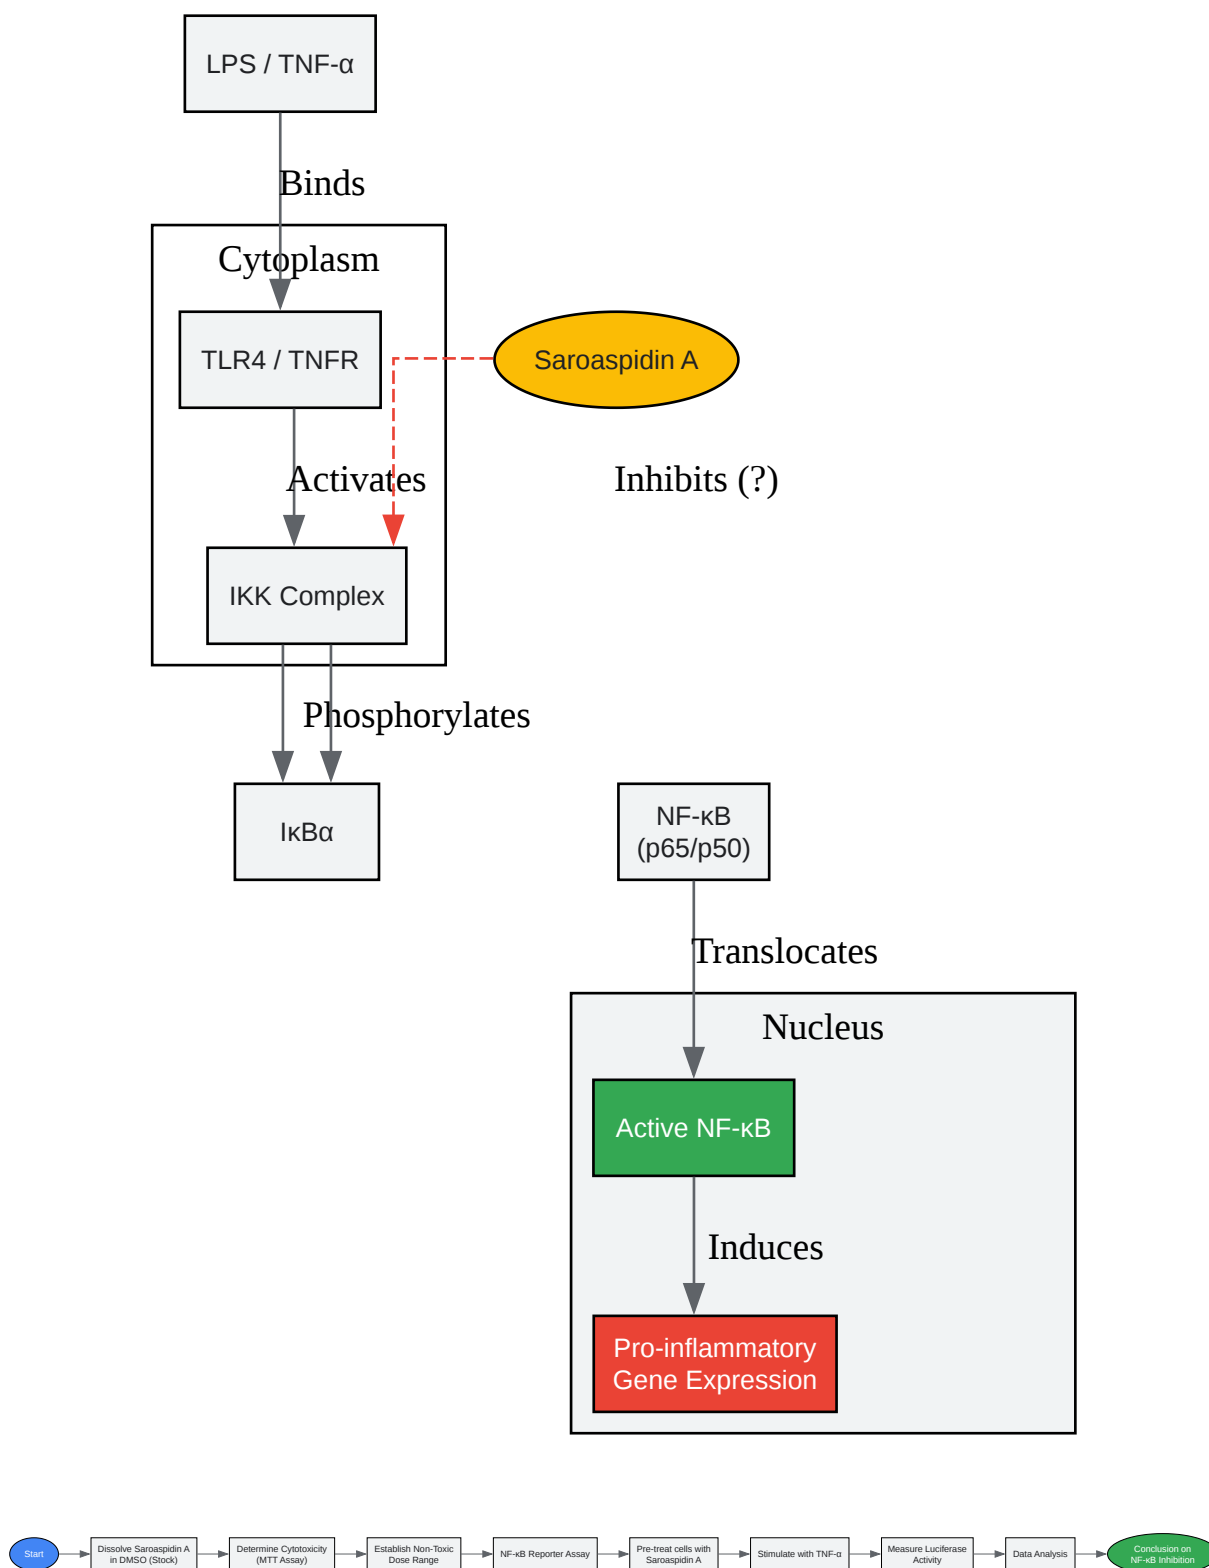 LPS / TNF-α
Binds
Cytoplasm
TLR4 / TNFR
Saroaspidin A
Activates
Inhibits (?)
IKK Complex
Phosphorylates
IκBα
NF-κB
(p65/p50)
Translocates
Nucleus
Active NF-κB
Induces
Pro-inflammatory
Gene Expression
Start
Dissolve Saroaspidin A
in DMSO (Stock)
Determine Cytotoxicity
(MTT Assay)
Establish Non-Toxic
Dose Range
NF-κB Reporter Assay
Pre-treat cells with
Saroaspidin A
Stimulate with TNF-α
Measure Luciferase
Activity
Data Analysis
Conclusion on
NF-κB Inhibition